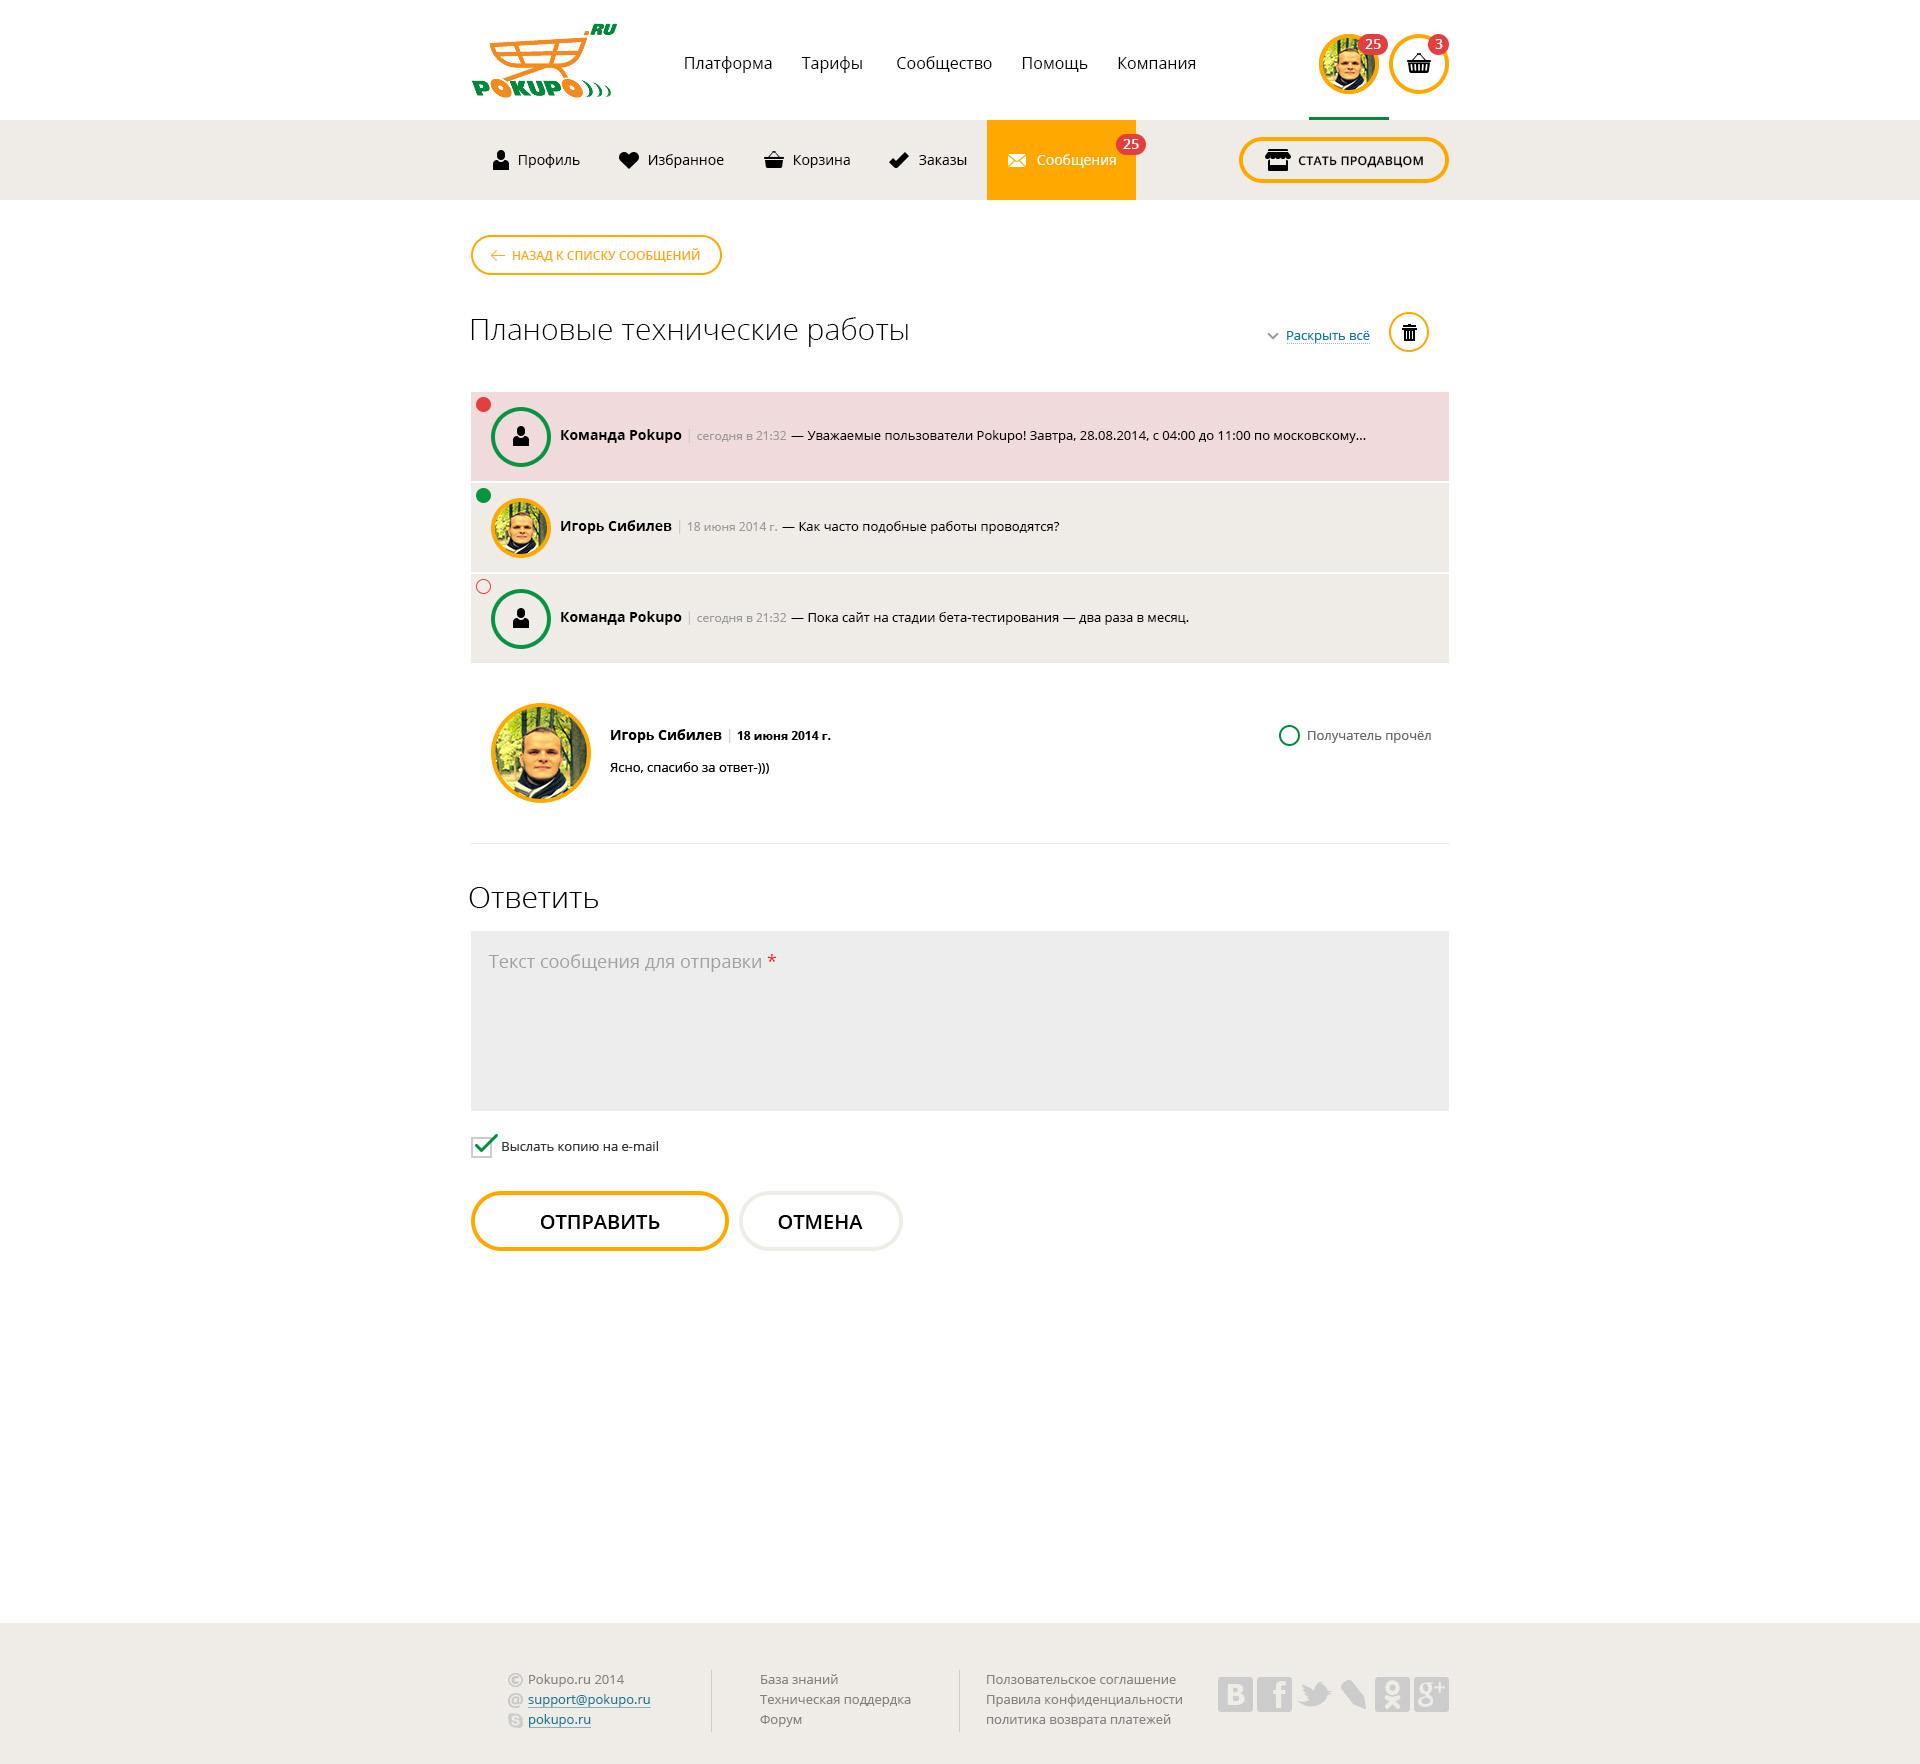 .RU
POKUPO
Платформа Тарифы Сообщество Помощь Компания
25 3
Профиль Избранное Корзина Заказы Сообщения 25 СТАТЬ ПРОДАВЦОМ
НАЗАД К СПИСКУ СООБЩЕНИЙ
Плановые технические работы
Раскрыть всё
Команда Pokupo | сегодня в 21:32 — Уважаемые пользователи Pokupo! Завтра, 28.08.2014, с 04:00 до 11:00 по московскому...
Игорь Сибилев | 18 июня 2014 г. — Как часто подобные работы проводятся?
Команда Pokupo | сегодня в 21:32 — Пока сайт на стадии бета-тестирования — два раза в месяц.
Игорь Сибилев | 18 июня 2014 г.
Получатель прочёл
Ясно, спасибо за ответ-)))
Ответить
Текст сообщения для отправки *
Выслать копию на e-mail
ОТПРАВИТЬ ОТМЕНА
© Pokupo.ru 2014
@ support@pokupo.ru
pokupo.ru
База знаний
Техническая поддердка
Форум
Полzовательское соглашение
Правила конфиденциальности
политика возврата платежей